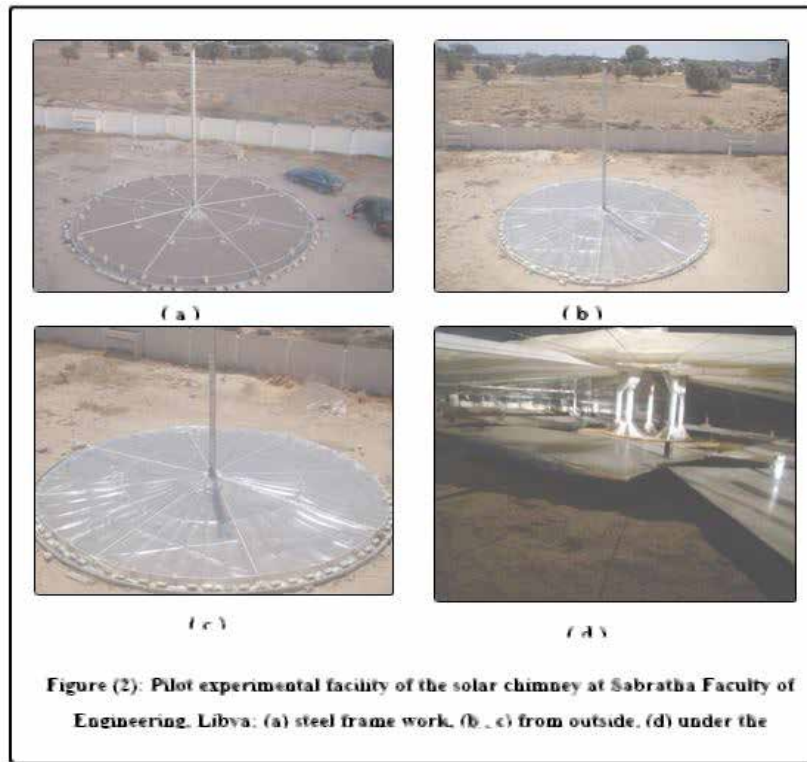 ( a )
( b )
( c )
( d )
Figure (2): Pilot experimental facility of the solar chimney at Sabratha Faculty of
Engineering, Libya; (a) steel frame work, (b , c) from outside, (d) under the